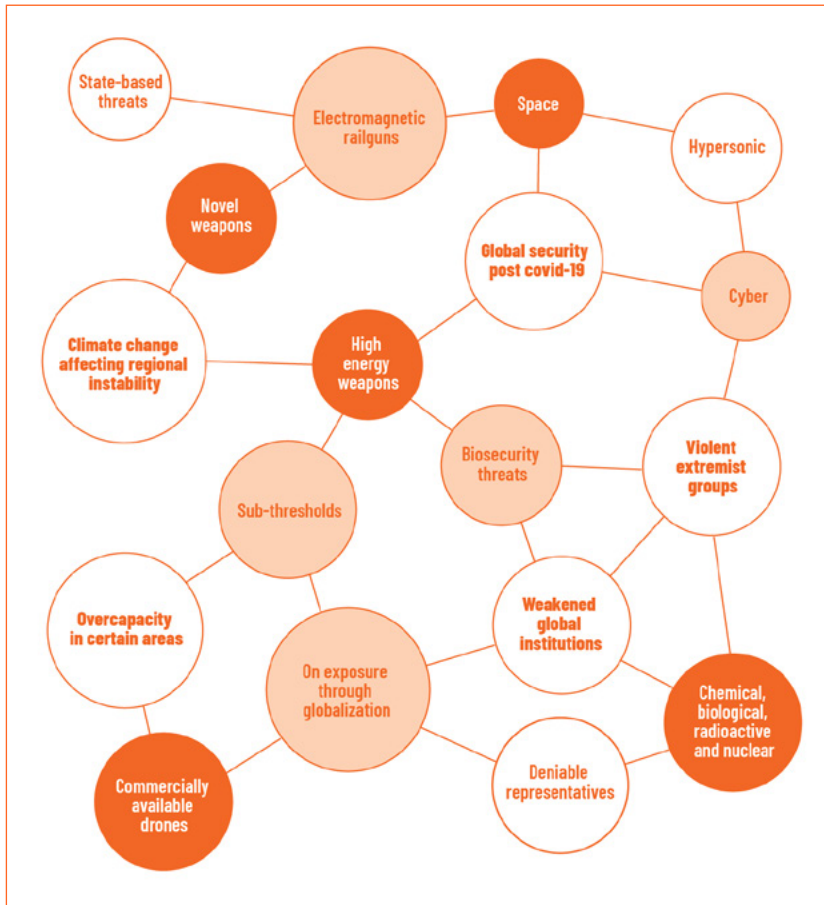 State-based
threats
Electromagnetic
railguns
Space
Hypersonic
Novel
weapons
Global security
post covid-19
Cyber
Climate change
affecting regional
instability
High
energy
weapons
Biosecurity
threats
Violent
extremist
groups
Sub-thresholds
Overcapacity
in certain areas
Weakened
global
institutions
On exposure
through
globalization
Chemical,
biological,
radioactive
and nuclear
Deniable
representatives
Commercially
available
drones